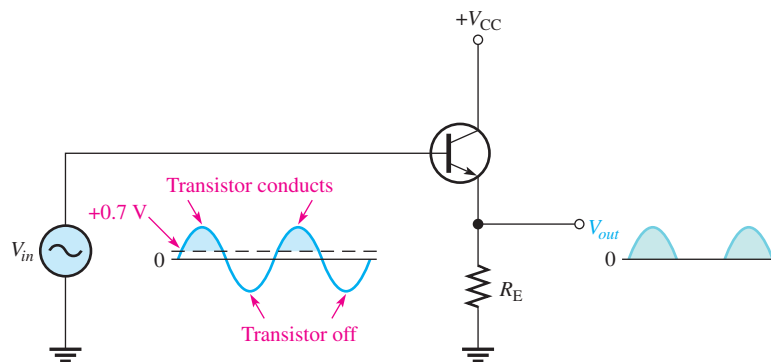 +VCC
Transistor conducts
+0.7 V
Vin
0
Vout
0
RE
Transistor off